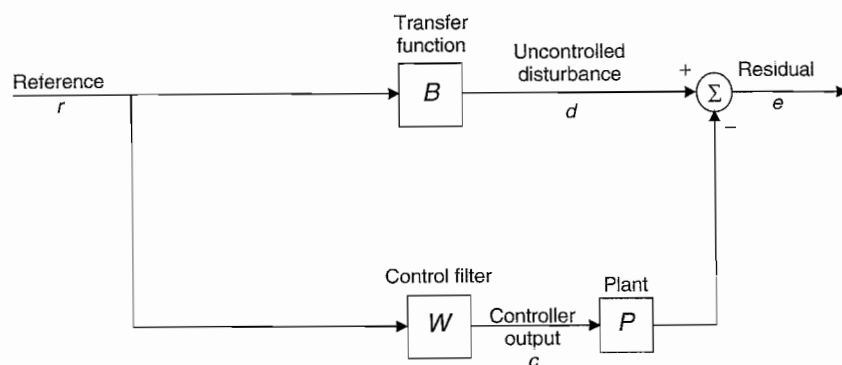 Transfer
function
Uncontrolled
disturbance
Reference
r
B
d
+
Σ
Residual
e
−
Control filter
W
Controller
output
c
Plant
P